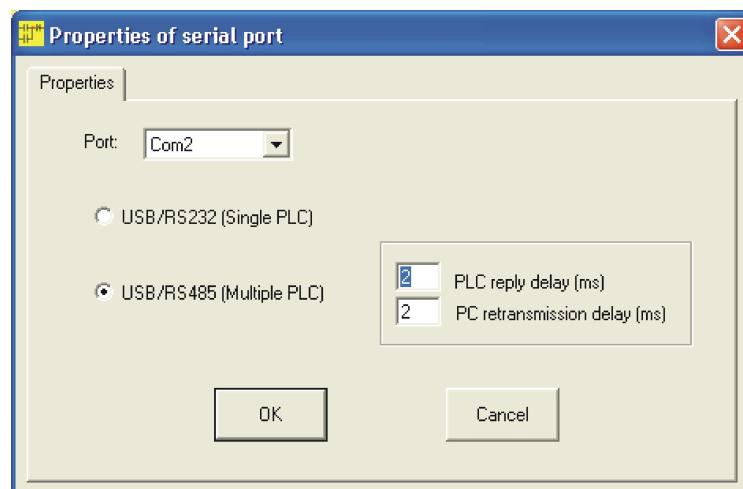 Properties of serial port
Properties
Port: Com2
USB/RS232 (Single PLC)
USB/RS485 (Multiple PLC)
2 PLC reply delay (ms)
2 PC retransmission delay (ms)
OK Cancel